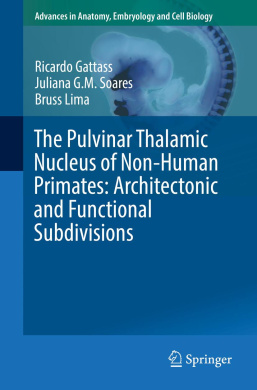 Advances in Anatomy, Embryology and Cell Biology
Ricardo Gattass
Juliana G.M. Soares
Bruss Lima
The Pulvinar Thalamic
Nucleus of Non-Human
Primates: Architectonic
and Functional
Subdivisions
Springer